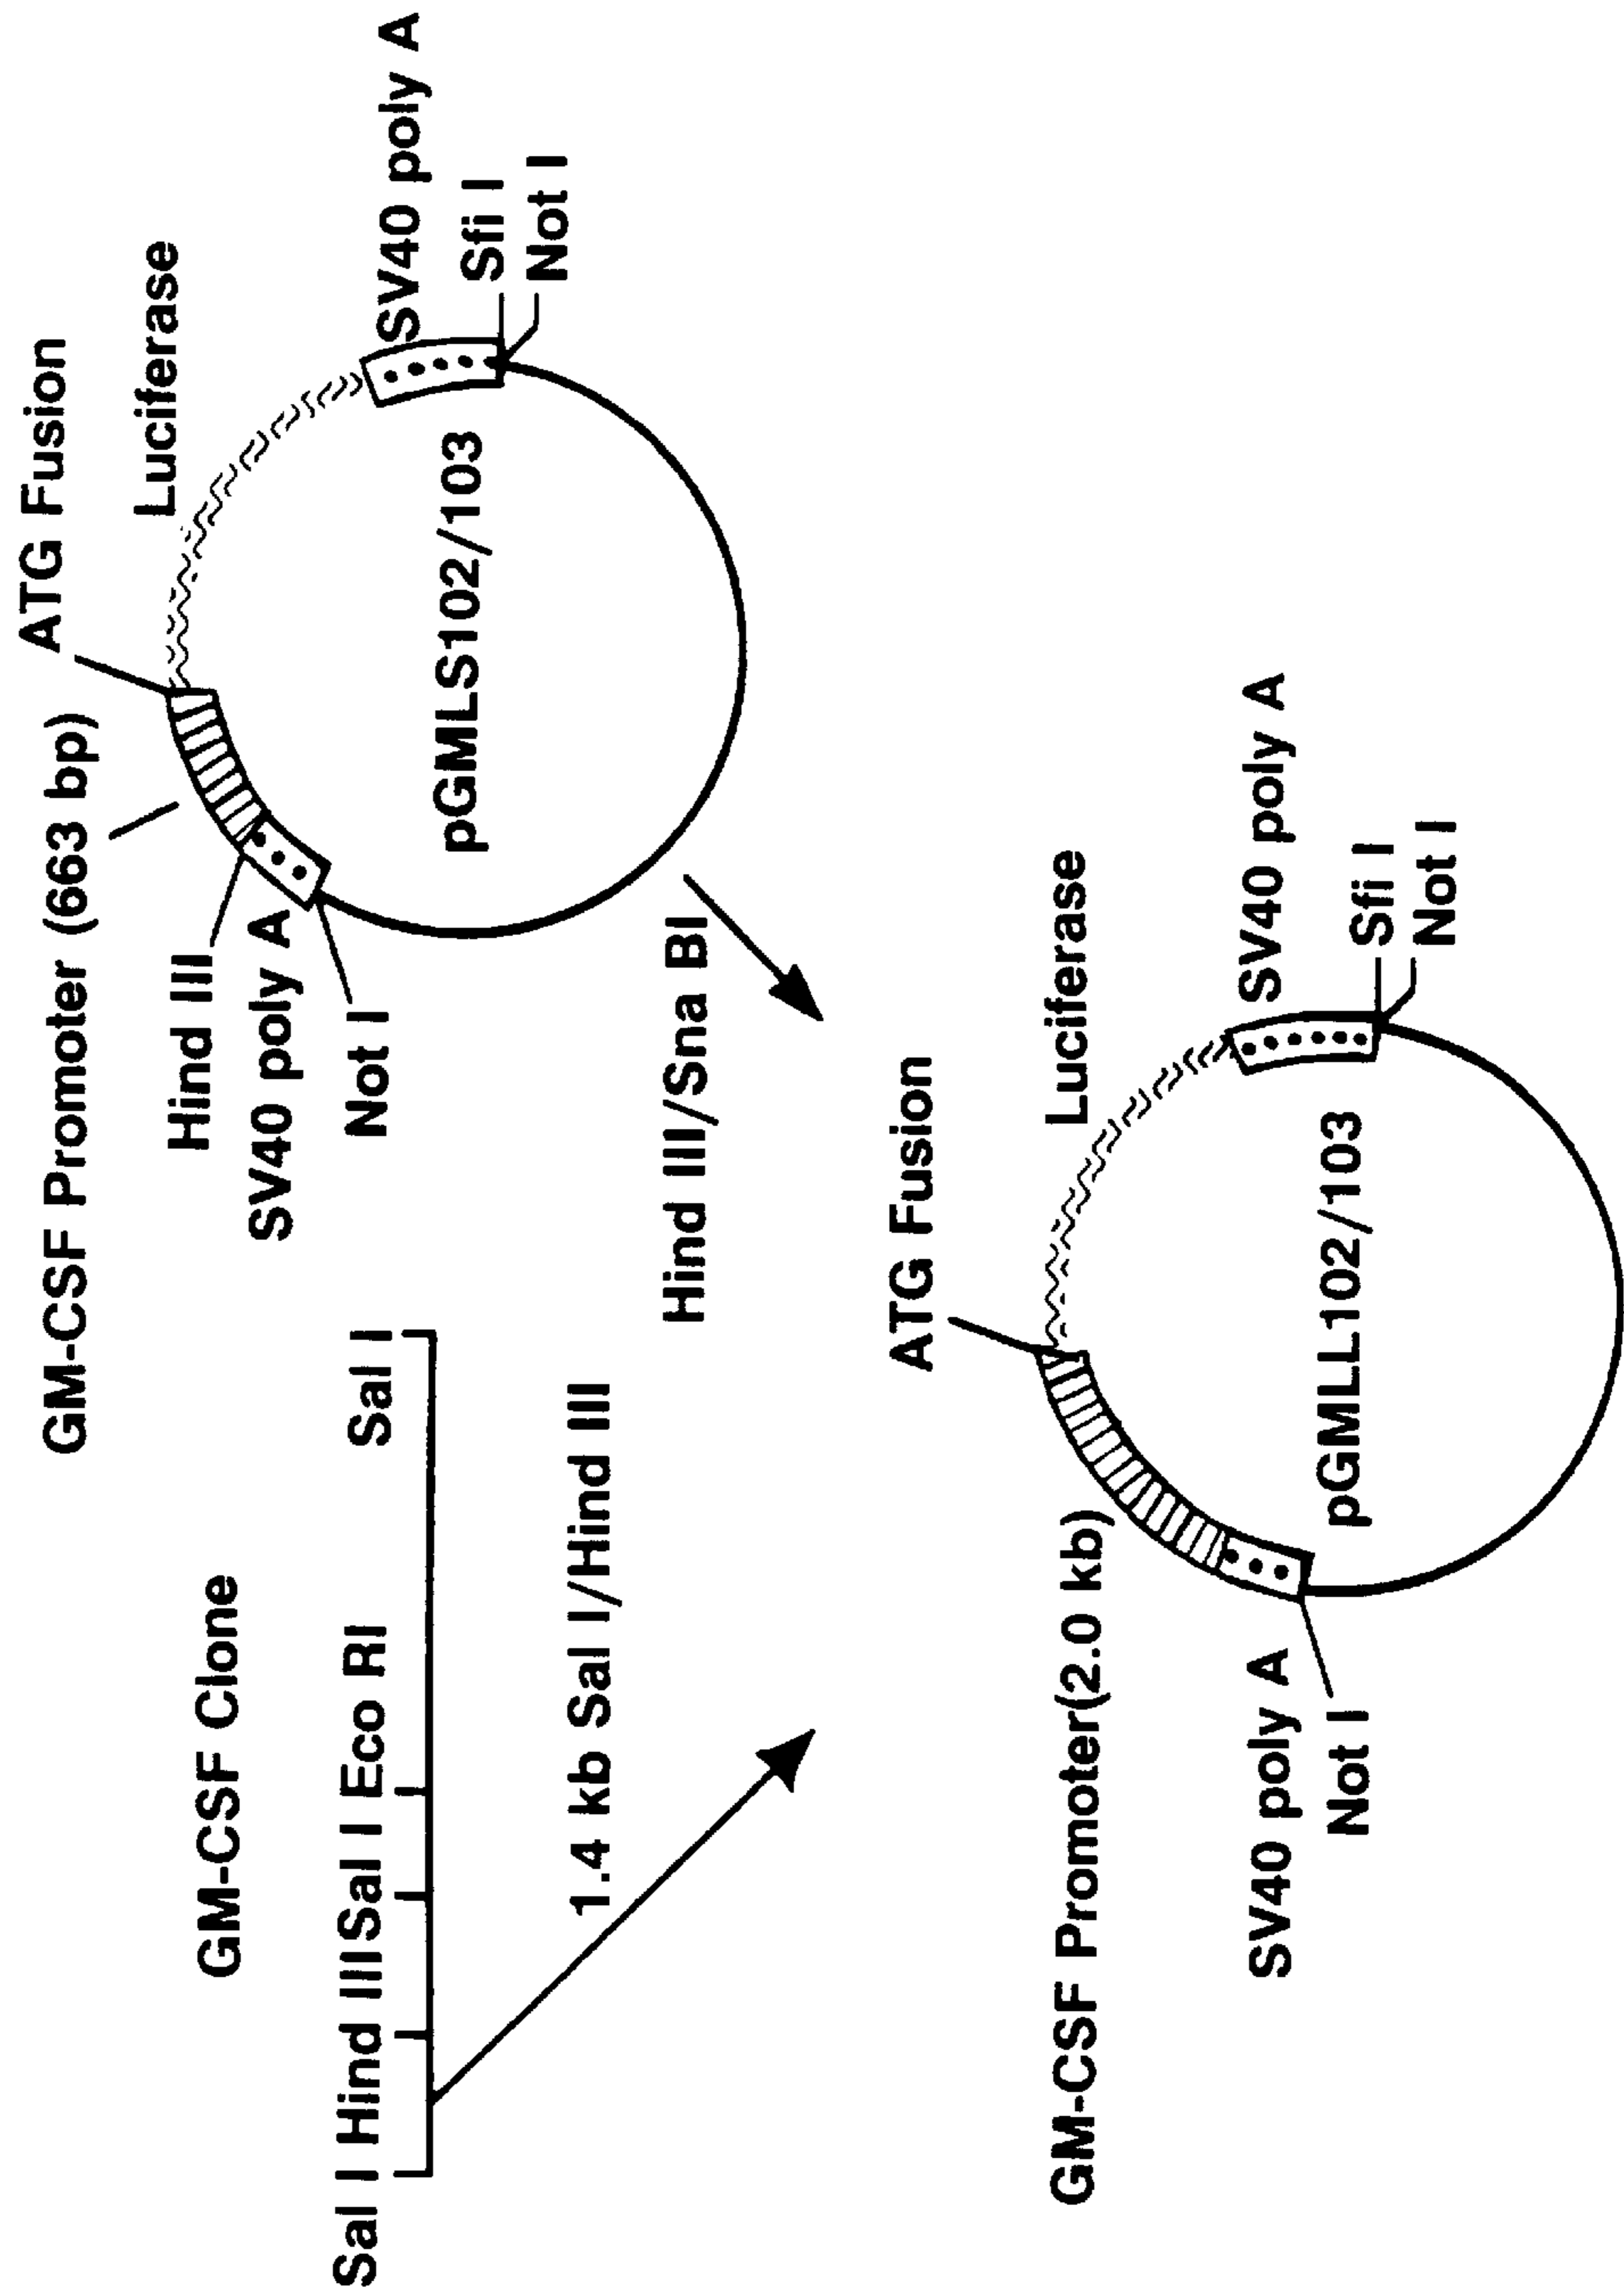 GM-CSF Clone
Sal I Hind III Sal I Eco RI Sal I
1.4 kb Sal I/Hind III
GM-CSF Promoter (663 bp)
ATG Fusion
Luciferase
Hind III
SV40 poly A
Not I
SV40 poly A
Sfi I
Not I
pGMLS102/103
Hind III/Sna BI
GM-CSF Promoter(2.0 kb)
ATG Fusion
Luciferase
SV40 poly A
Not I
SV40 poly A
Sfi I
Not I
pGMLL102/103